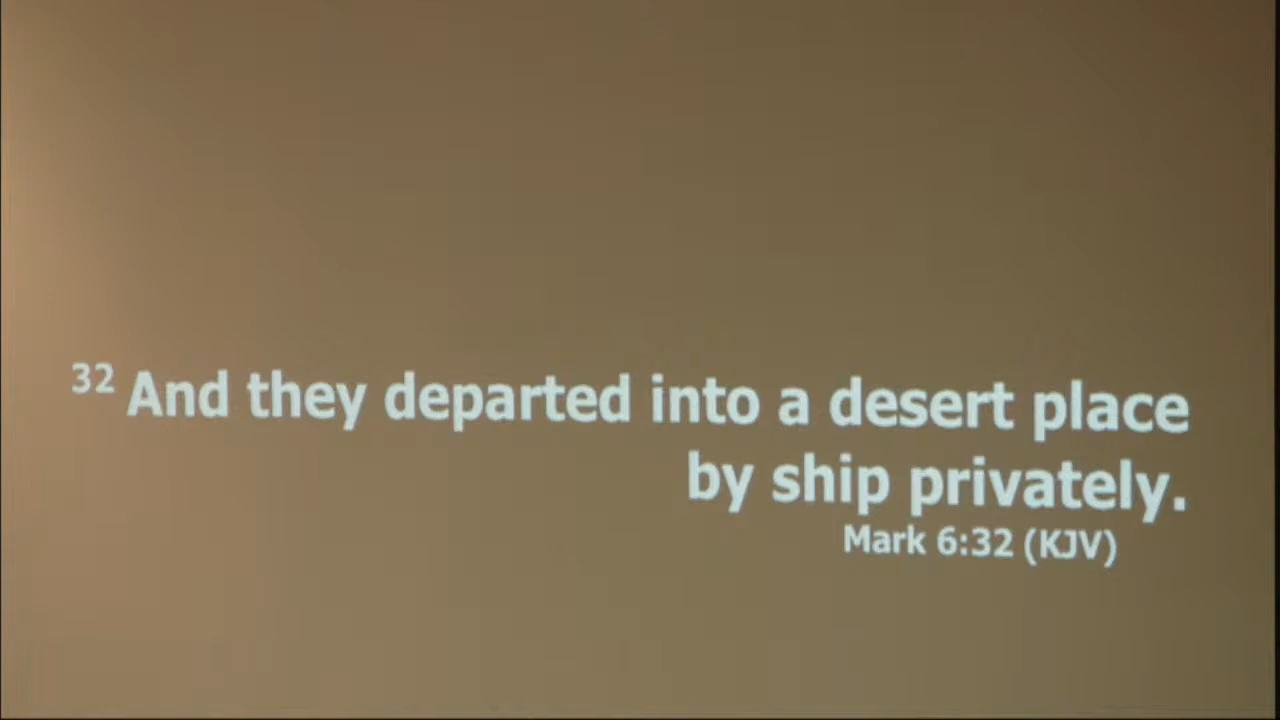 32 And they departed into a desert place
by ship privately.
Mark 6:32 (KJV)